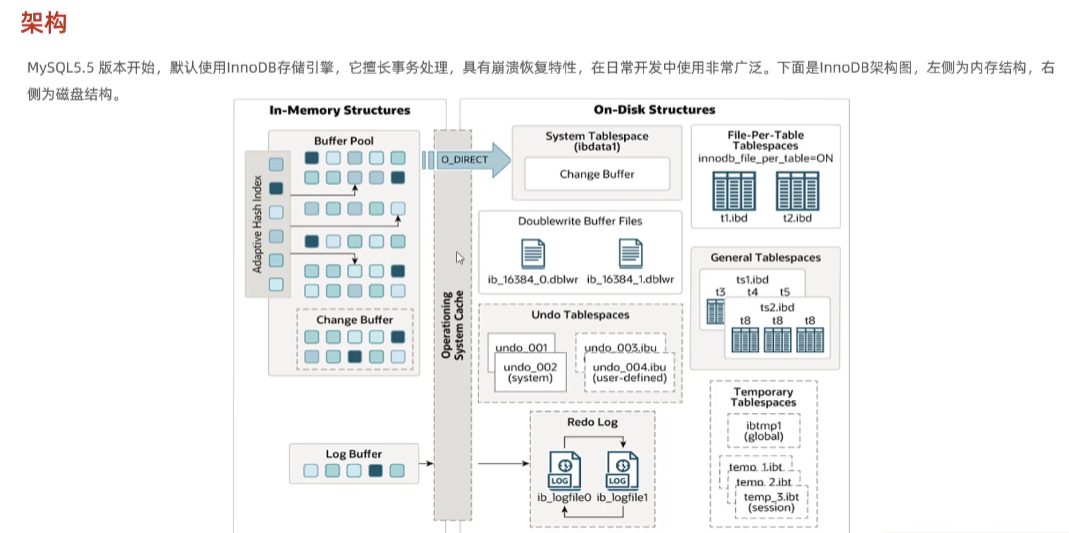 架构
MySQL5.5 版本开始，默认使用InnoDB存储引擎，它擅长事务处理，具有崩溃恢复特性，在日常开发中使用非常广泛。下面是InnoDB架构图，左侧为内存结构，右
侧为磁盘结构。
In-Memory Structures
Buffer Pool
Adaptive Hash Index
Change Buffer
Log Buffer
Operationing
System Cache
O_DIRECT
On-Disk Structures
System Tablespace
(ibdata1)
Change Buffer
File-Per-Table
Tablespaces
innodb_file_per_table=ON
t1.ibd
t2.ibd
Doublewrite Buffer Files
ib_16384_0.dblwr
ib_16384_1.dblwr
General Tablespaces
ts1.ibd
t3 t4 t5
ts2.ibd
t8 t8 t8
Undo Tablespaces
undo_001
undo_002
(system)
undo_003.ibu
undo_004.ibu
(user-defined)
Temporary
Tablespaces
ibtmp1
(global)
temp_1.ibt
temp_2.ibt
temp_3.ibt
(session)
Redo Log
LOG
LOG
ib_logfile0
ib_logfile1